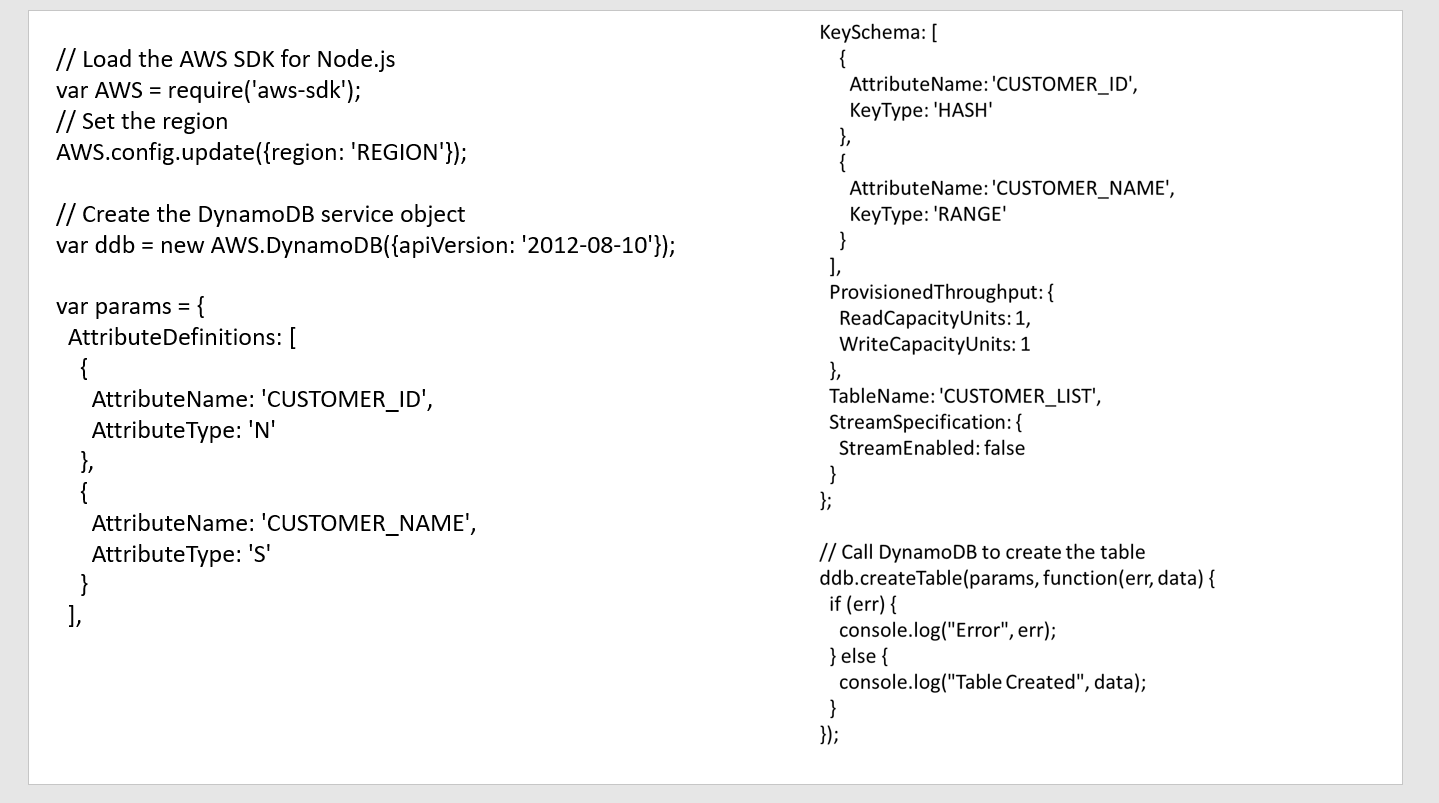 // Load the AWS SDK for Node.js
var AWS = require('aws-sdk');
// Set the region
AWS.config.update({region: 'REGION'});

// Create the DynamoDB service object
var ddb = new AWS.DynamoDB({apiVersion: '2012-08-10'});

var params = {
  AttributeDefinitions: [
    {
      AttributeName: 'CUSTOMER_ID',
      AttributeType: 'N'
    },
    {
      AttributeName: 'CUSTOMER_NAME',
      AttributeType: 'S'
    }
  ],
KeySchema: [
    {
      AttributeName: 'CUSTOMER_ID',
      KeyType: 'HASH'
    },
    {
      AttributeName: 'CUSTOMER_NAME',
      KeyType: 'RANGE'
    }
  ],
  ProvisionedThroughput: {
    ReadCapacityUnits: 1,
    WriteCapacityUnits: 1
  },
  TableName: 'CUSTOMER_LIST',
  StreamSpecification: {
    StreamEnabled: false
  }
};

// Call DynamoDB to create the table
ddb.createTable(params, function(err, data) {
  if (err) {
    console.log("Error", err);
  } else {
    console.log("Table Created", data);
  }
});